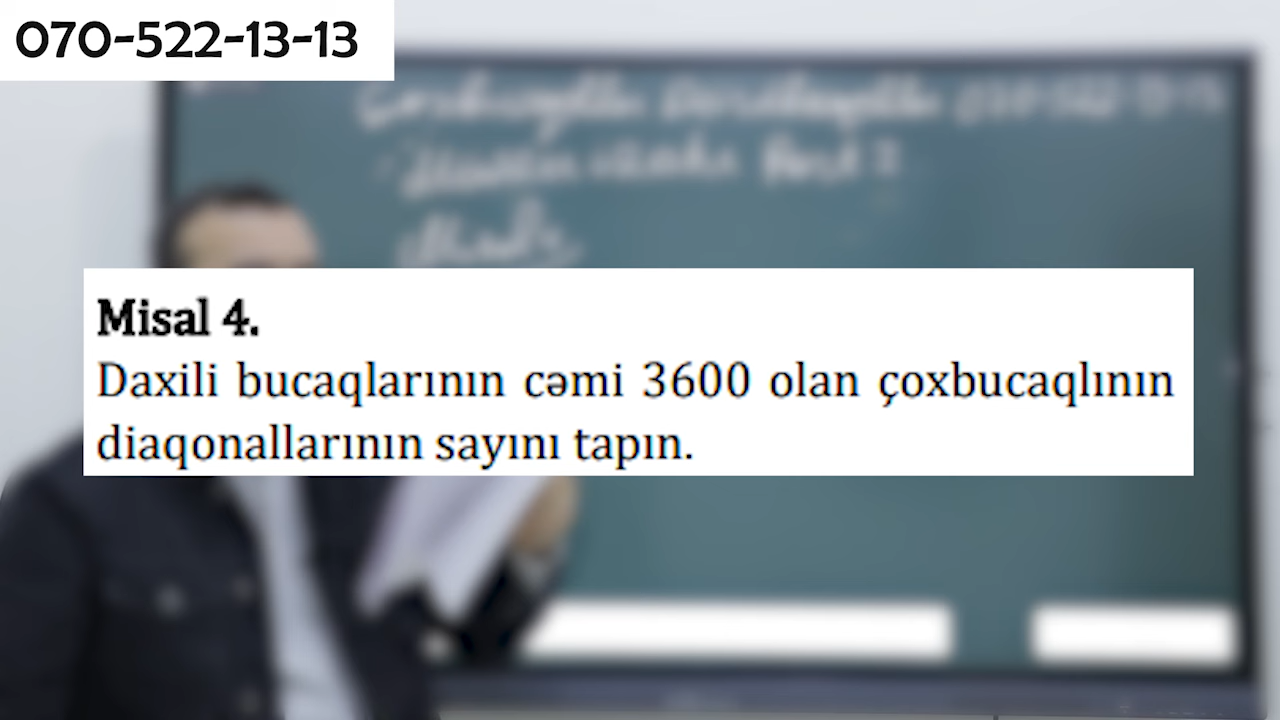 070-522-13-13
Misal 4.
Daxili bucaqlarının cəmi 3600 olan çoxbucaqlının
diaqonallarının sayını tapın.